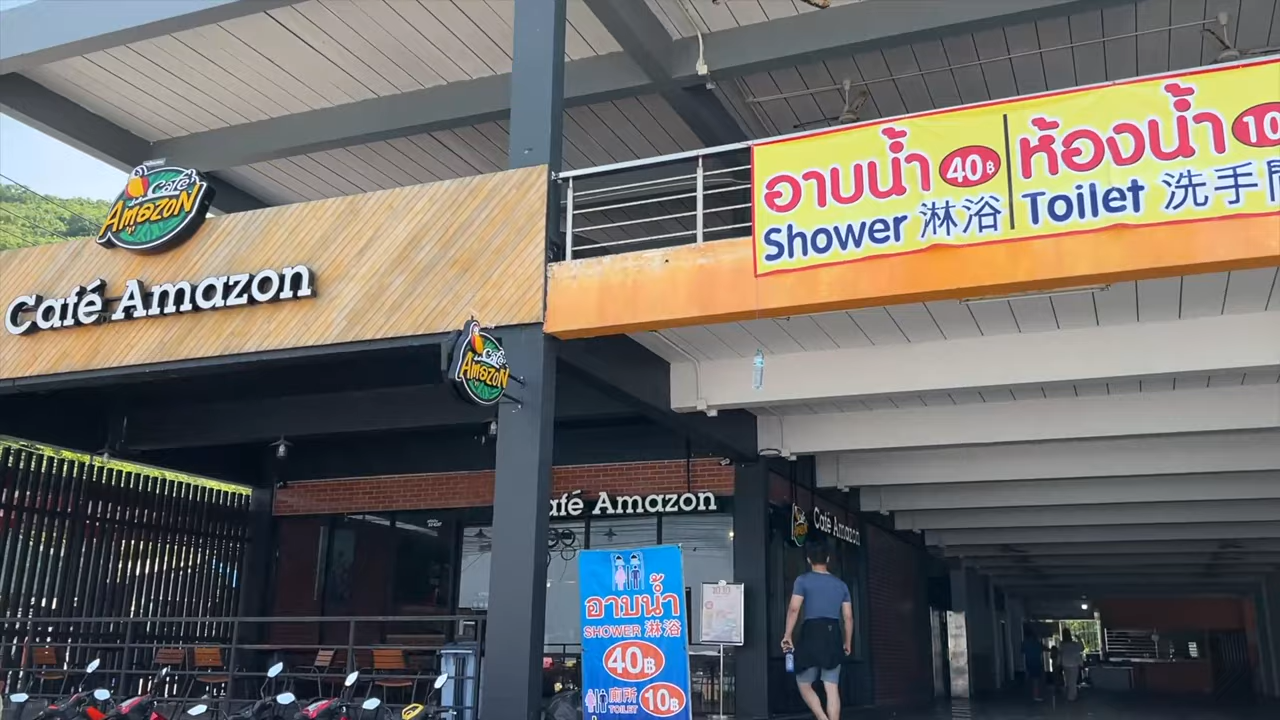 Café
Amazon
Café Amazon
Café
Amazon
อาบน้ำ 40฿
Shower 淋浴
ห้องน้ำ 10
Toilet 洗手
afé Amazon
Café Amazon
อาบน้ำ
SHOWER 淋浴
40฿
厕所
TOILET
10฿